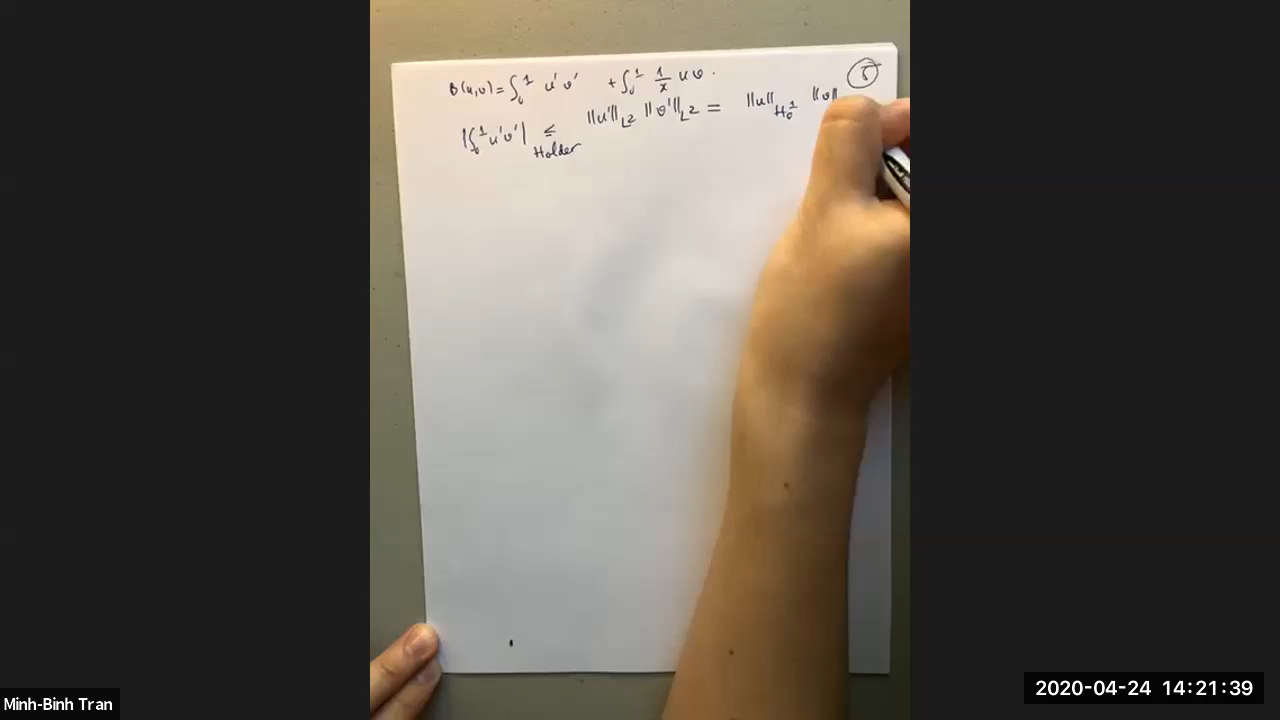 B(u,v) = ∫₀¹ u'v' + ∫₀¹ 1/x uv.
|∫₀¹ u'v'| ≤ ‖u'‖_{L²} ‖v'‖_{L²} = ‖u‖_{H₀¹} ‖v‖
Holder
Minh-Binh Tran
2020-04-24 14:21:39